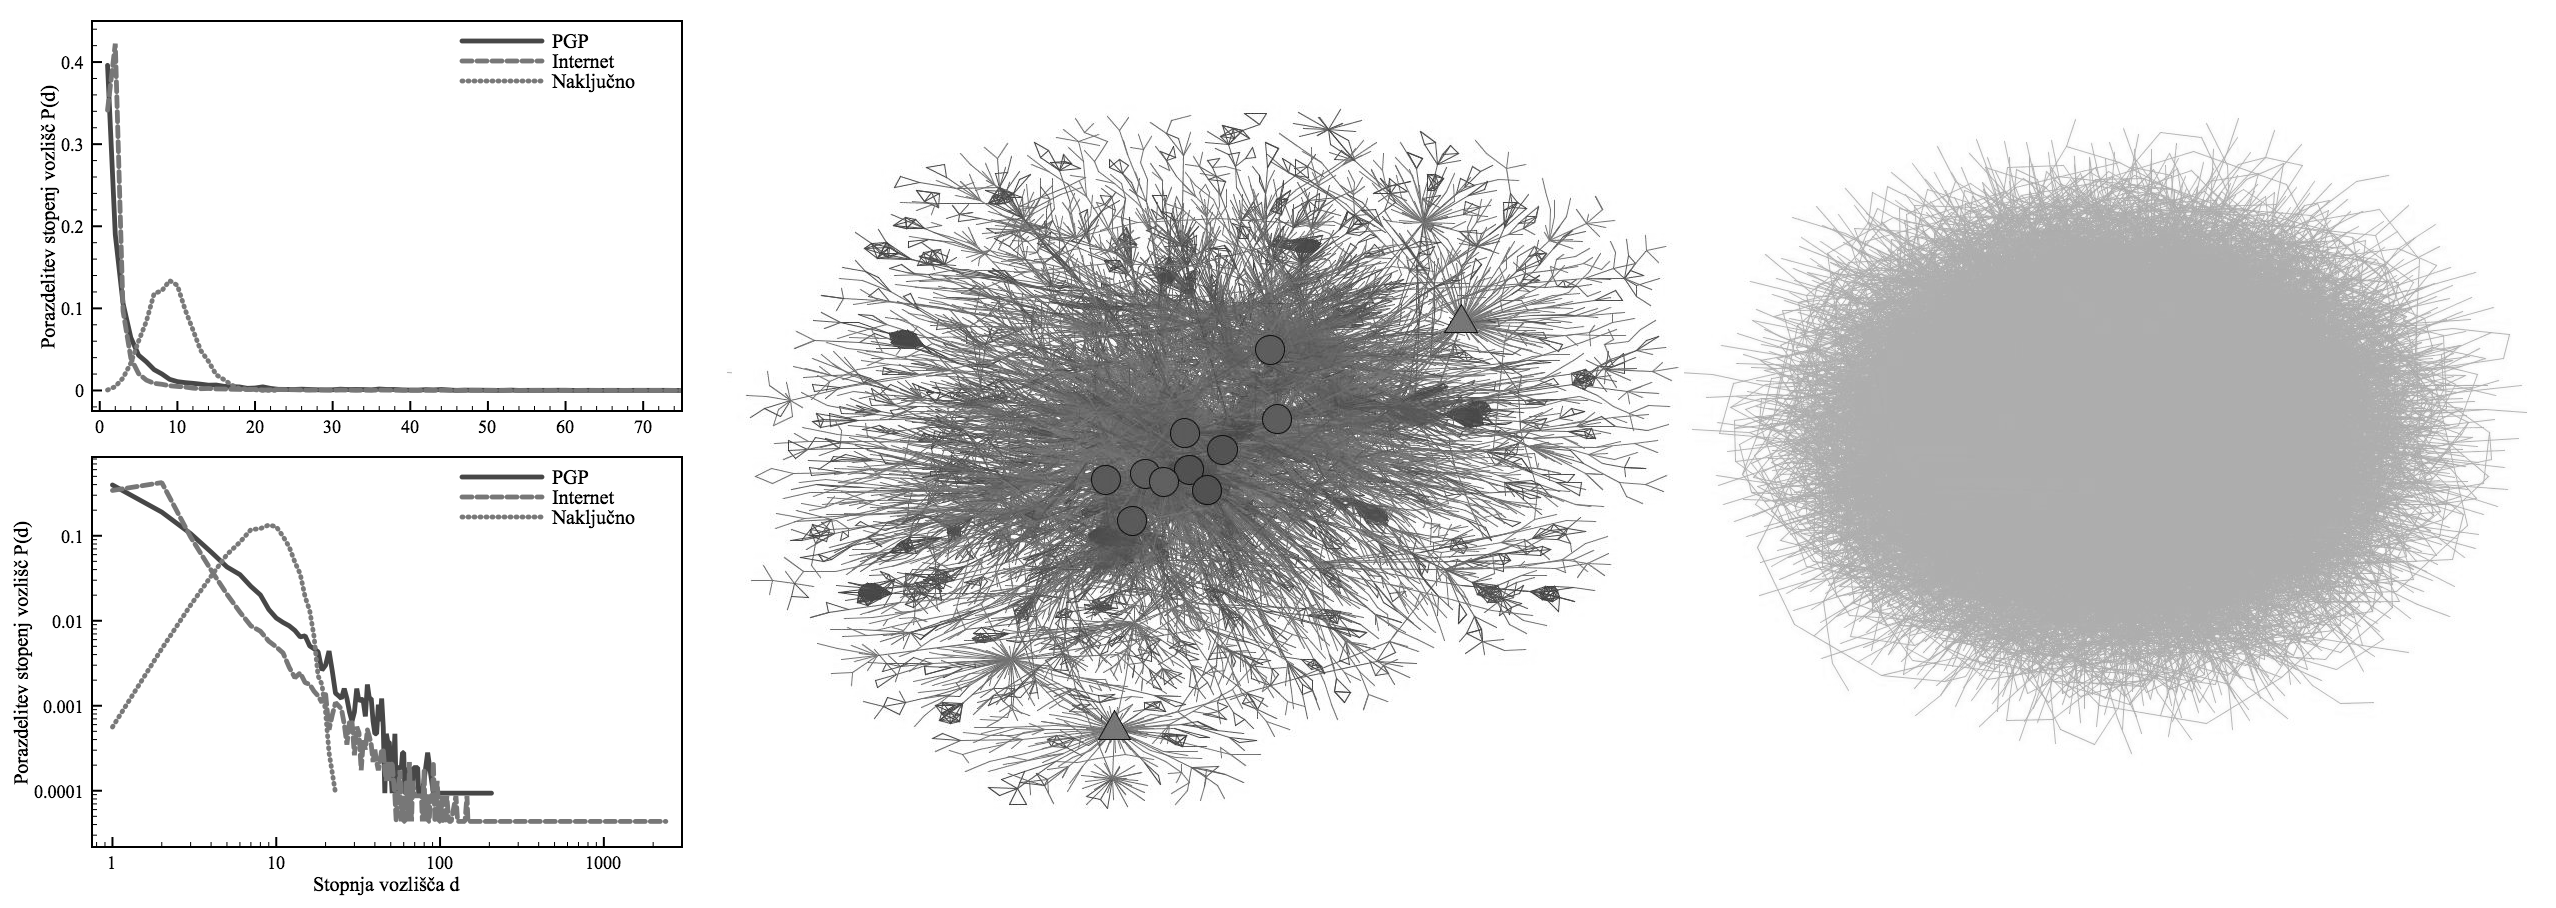 PGP
Internet
Naključno
Porazdelitev stopenj vozlišč P(d)
0.4
0.3
0.2
0.1
0
0 10 20 30 40 50 60 70
PGP
Internet
Naključno
Porazdelitev stopenj vozlišč P(d)
0.1
0.01
0.001
0.0001
1 10 100 1000
Stopnja vozlišča d